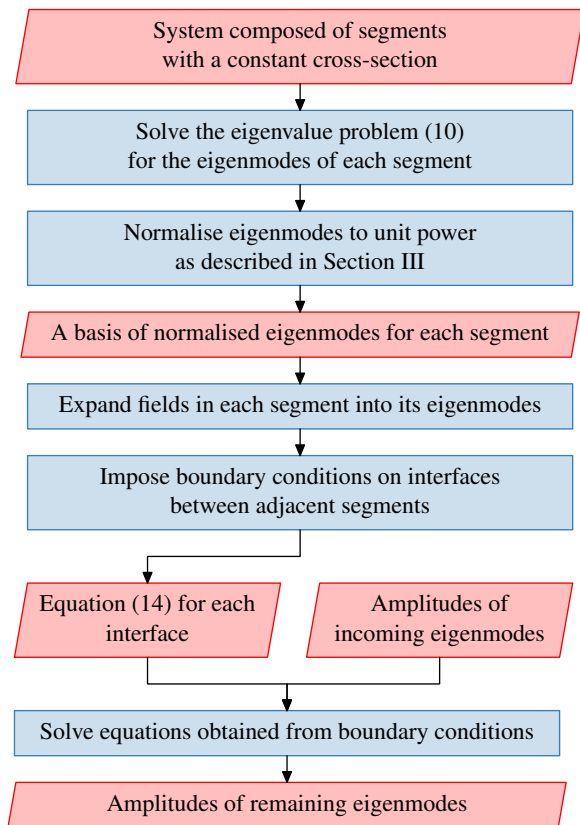 System composed of segments
with a constant cross-section
Solve the eigenvalue problem (10)
for the eigenmodes of each segment
Normalise eigenmodes to unit power
as described in Section III
A basis of normalised eigenmodes for each segment
Expand fields in each segment into its eigenmodes
Impose boundary conditions on interfaces
between adjacent segments
Equation (14) for each
interface
Amplitudes of
incoming eigenmodes
Solve equations obtained from boundary conditions
Amplitudes of remaining eigenmodes